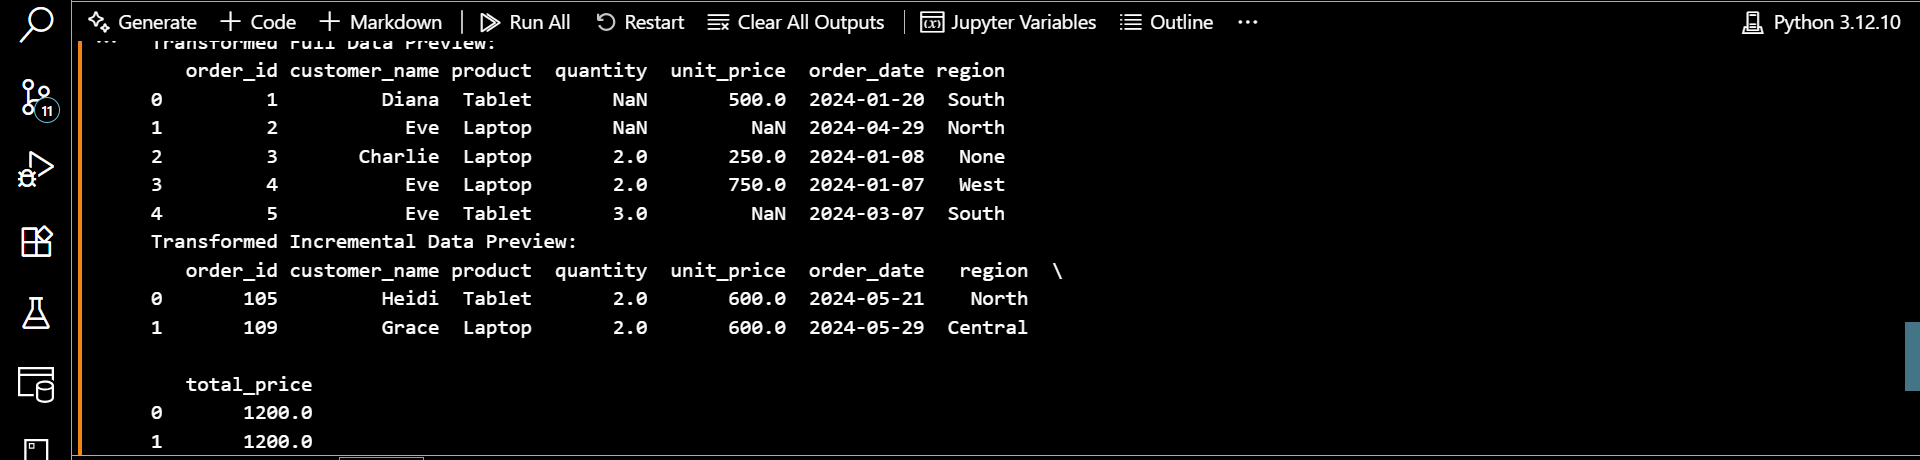 Generate + Code + Markdown | Run All Restart Clear All Outputs | Jupyter Variables Outline ... Python 3.12.10
Transformed Full Data Preview:
order_id customer_name product quantity unit_price order_date region
0 1 Diana Tablet NaN 500.0 2024-01-20 South
1 2 Eve Laptop NaN NaN 2024-04-29 North
2 3 Charlie Laptop 2.0 250.0 2024-01-08 None
3 4 Eve Laptop 2.0 750.0 2024-01-07 West
4 5 Eve Tablet 3.0 NaN 2024-03-07 South
Transformed Incremental Data Preview:
order_id customer_name product quantity unit_price order_date region \
0 105 Heidi Tablet 2.0 600.0 2024-05-21 North
1 109 Grace Laptop 2.0 600.0 2024-05-29 Central
total_price
0 1200.0
1 1200.0
11